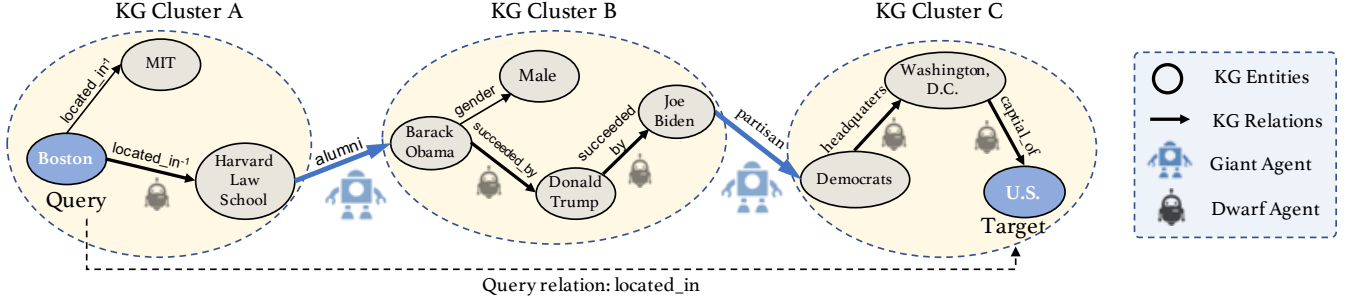 KG Cluster A
KG Cluster B
KG Cluster C
located_in-1
MIT
Boston
located_in-1
Harvard
Law
School
Query
alumni
Barack
Obama
gender
Male
succeeded_by
Donald
Trump
succeeded
by
Joe
Biden
partisan
Democrats
headquaters
Washington,
D.C.
captial_of
U.S.
Target
Query relation: located_in
KG Entities
KG Relations
Giant Agent
Dwarf Agent